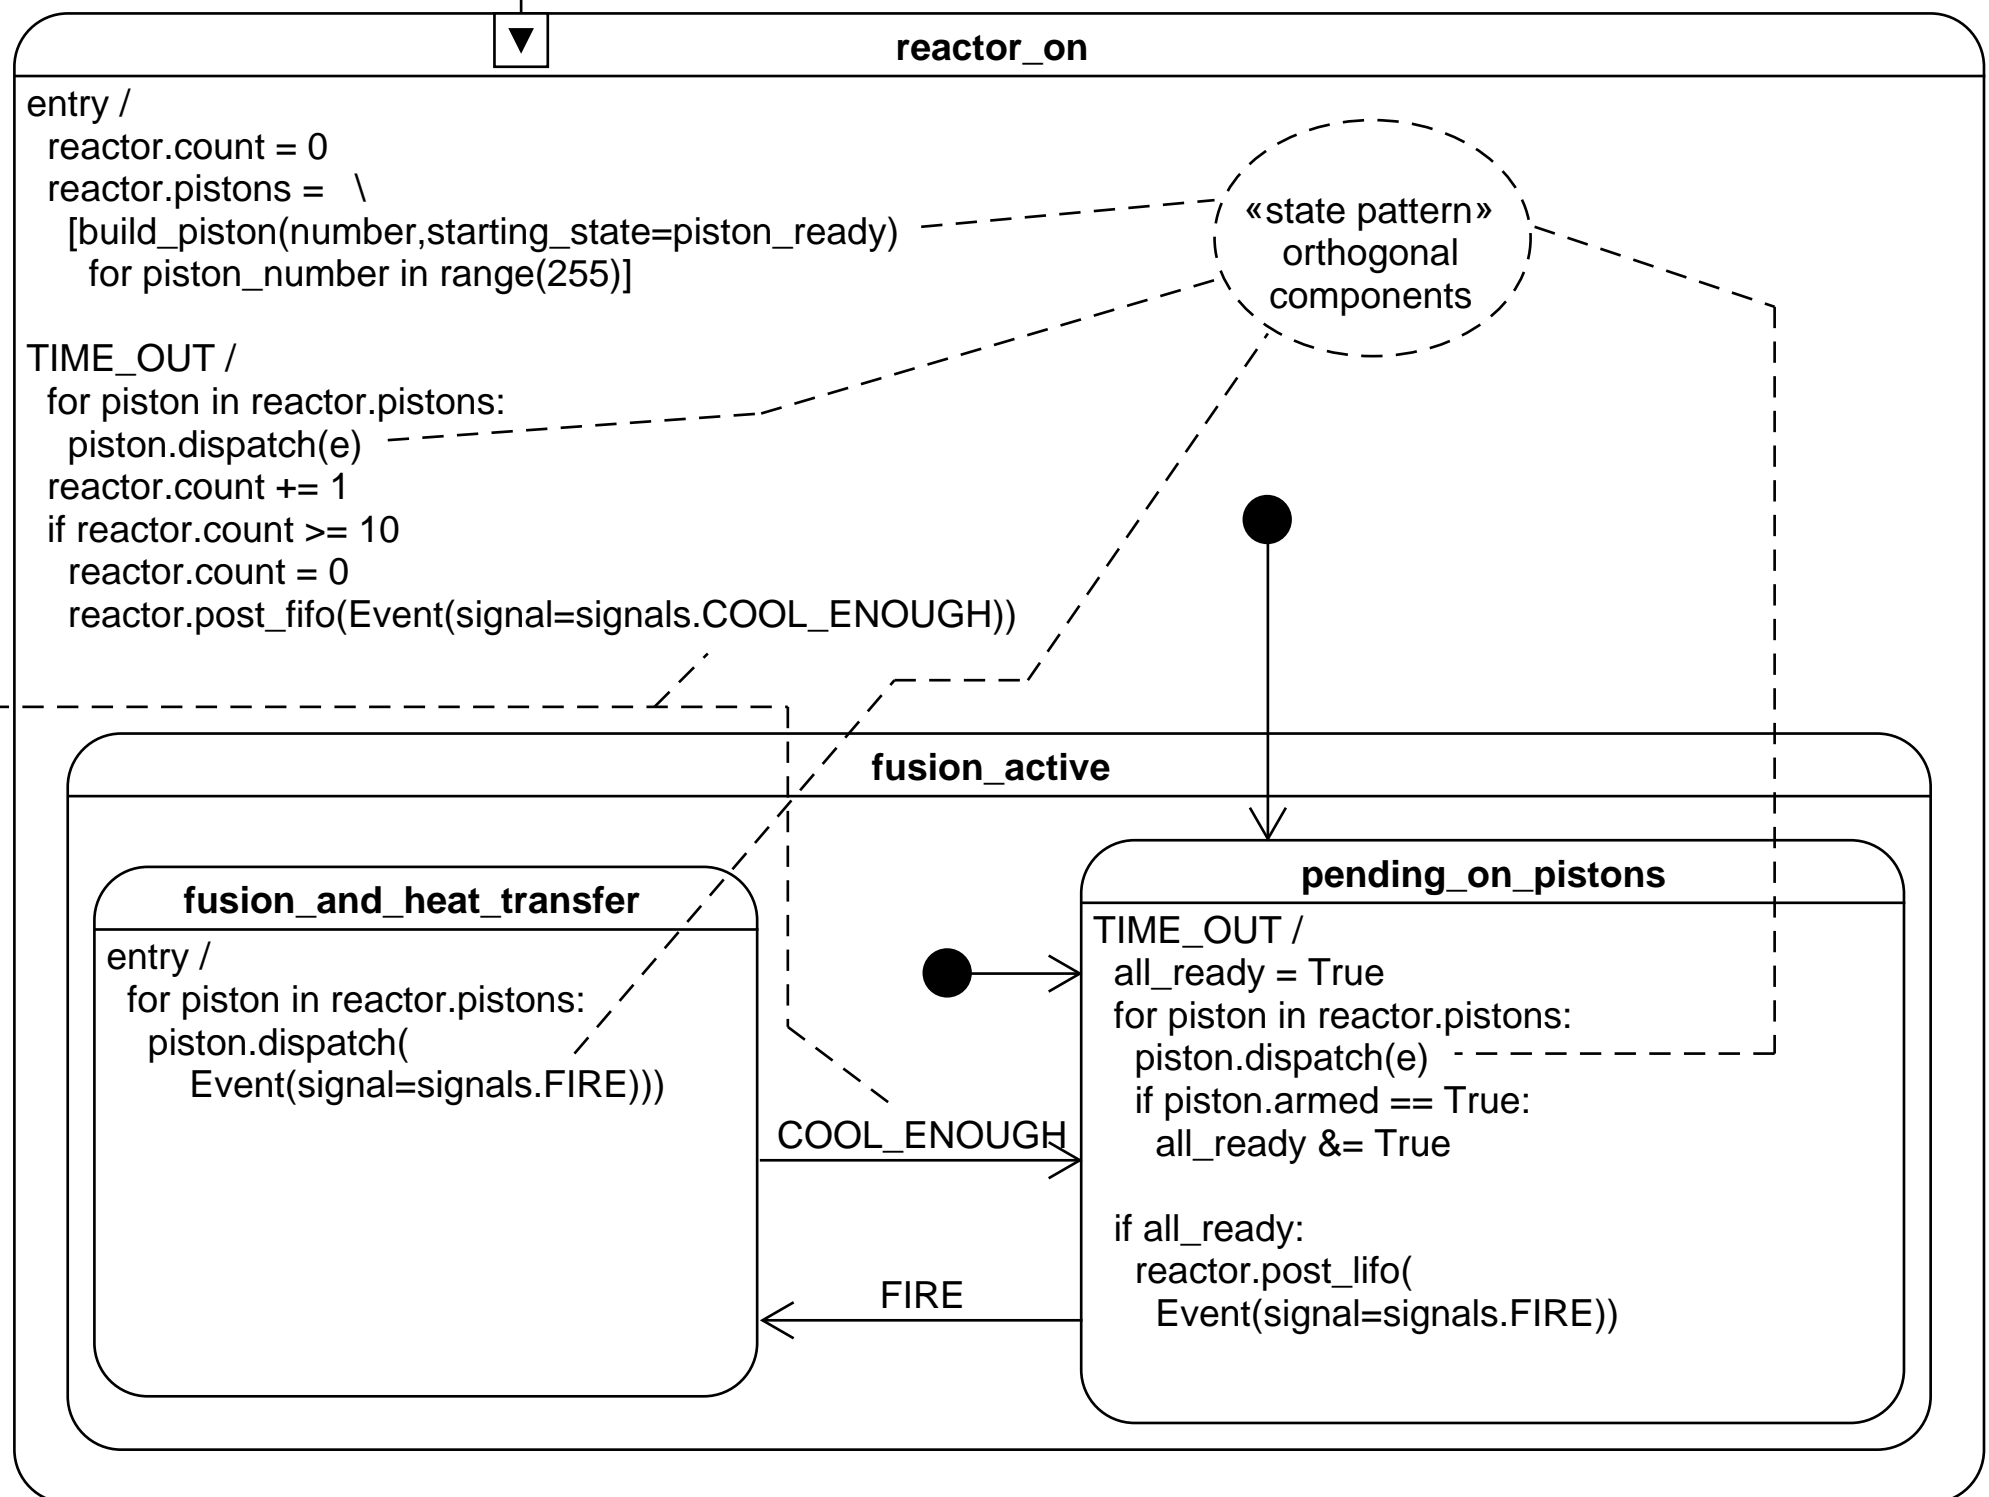 reactor_on
entry /
reactor.count = 0
reactor.pistons = \
[build_piston(number,starting_state=piston_ready)
for piston_number in range(255)]
«state pattern»
orthogonal
components
TIME_OUT /
for piston in reactor.pistons:
piston.dispatch(e)
reactor.count += 1
if reactor.count >= 10
reactor.count = 0
reactor.post_fifo(Event(signal=signals.COOL_ENOUGH))
fusion_active
fusion_and_heat_transfer
entry /
for piston in reactor.pistons:
piston.dispatch(
Event(signal=signals.FIRE)))
COOL_ENOUGH
FIRE
pending_on_pistons
TIME_OUT /
all_ready = True
for piston in reactor.pistons:
piston.dispatch(e)
if piston.armed == True:
all_ready &= True
if all_ready:
reactor.post_lifo(
Event(signal=signals.FIRE))